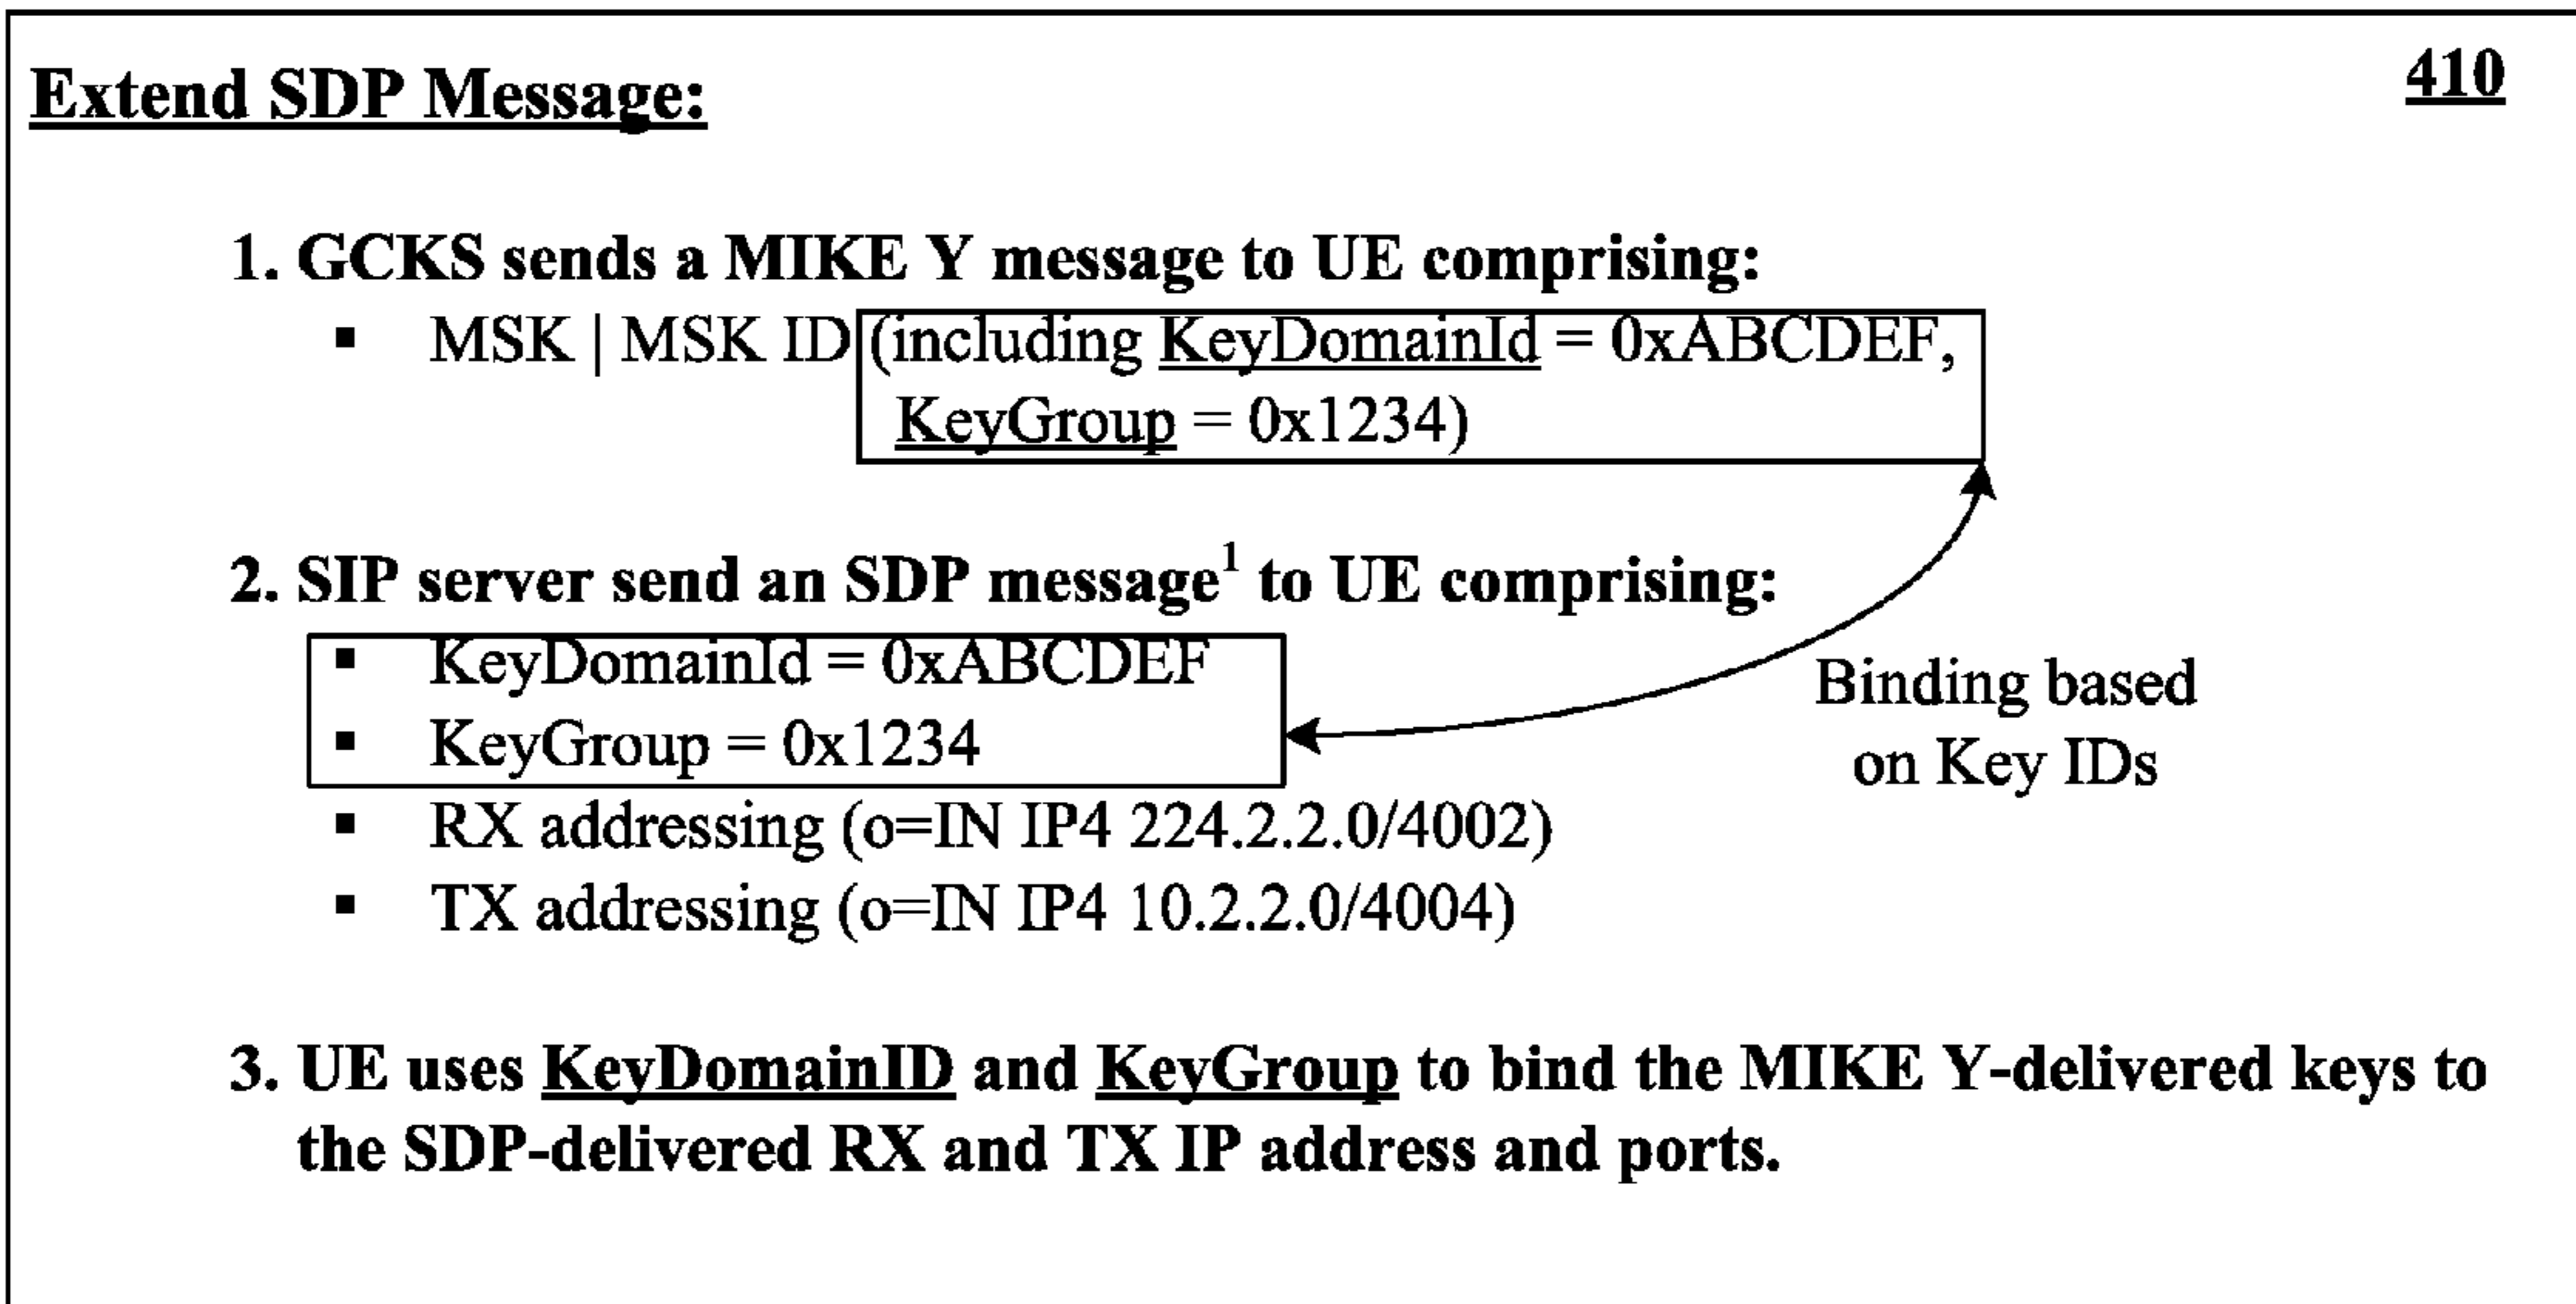 Extend SDP Message:
410
1. GCKS sends a MIKE Y message to UE comprising:
▪ MSK | MSK ID (including KeyDomainId = 0xABCDEF,
KeyGroup = 0x1234)
2. SIP server send an SDP message¹ to UE comprising:
▪ KeyDomainId = 0xABCDEF
▪ KeyGroup = 0x1234
Binding based
on Key IDs
▪ RX addressing (o=IN IP4 224.2.2.0/4002)
▪ TX addressing (o=IN IP4 10.2.2.0/4004)
3. UE uses KeyDomainID and KeyGroup to bind the MIKE Y-delivered keys to
the SDP-delivered RX and TX IP address and ports.